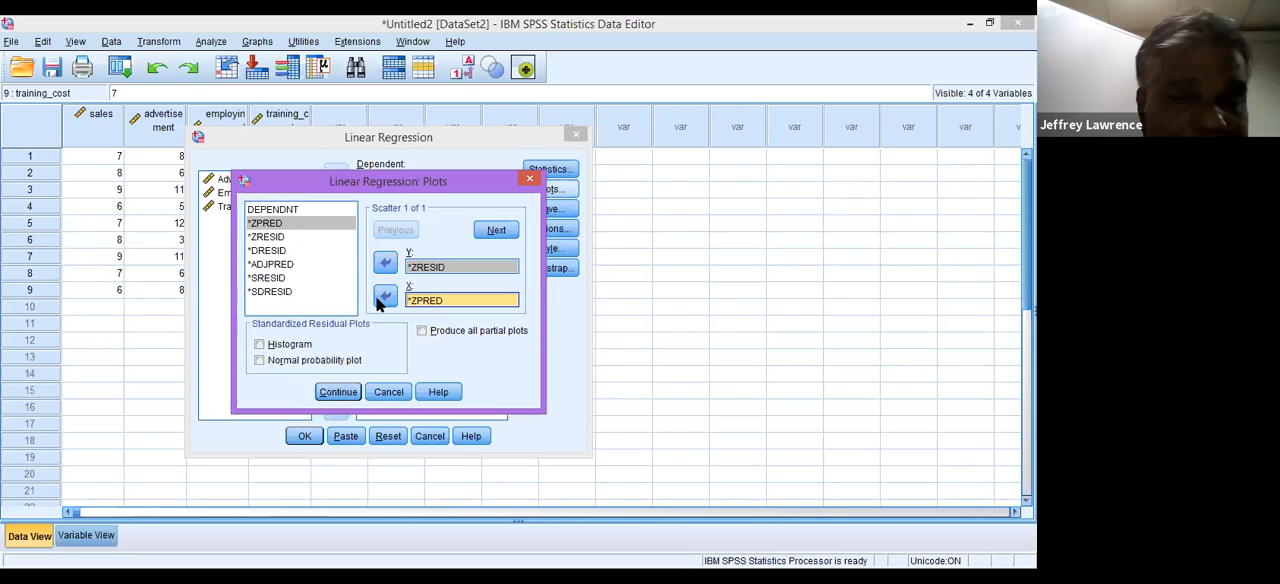 *Untitled2 [DataSet2] - IBM SPSS Statistics Data Editor
File Edit View Data Transform Analyze Graphs Utilities Extensions Window Help
9 : training_cost 7 Visible: 4 of 4 Variables
sales advertise ment employin training_c var var var var var var var
Jeffrey Lawrence
Linear Regression
Dependent:
Statistics...
Linear Regression: Plots
DEPENDNT
*ZPRED
*ZRESID
*DRESID
*ADJPRED
*SRESID
*SDRESID
Scatter 1 of 1
Previous Next
Y:
*ZRESID
X:
*ZPRED
Standardized Residual Plots
Histogram
Normal probability plot
Produce all partial plots
Continue Cancel Help
OK Paste Reset Cancel Help
1 7 8
2 8 6
3 9 11
4 6 5
5 7 12
6 8 3
7 9 11
8 7 6
9 6 8
10
11
12
13
14
15
16
17
18
19
20
21
Data View Variable View
IBM SPSS Statistics Processor is ready Unicode:ON